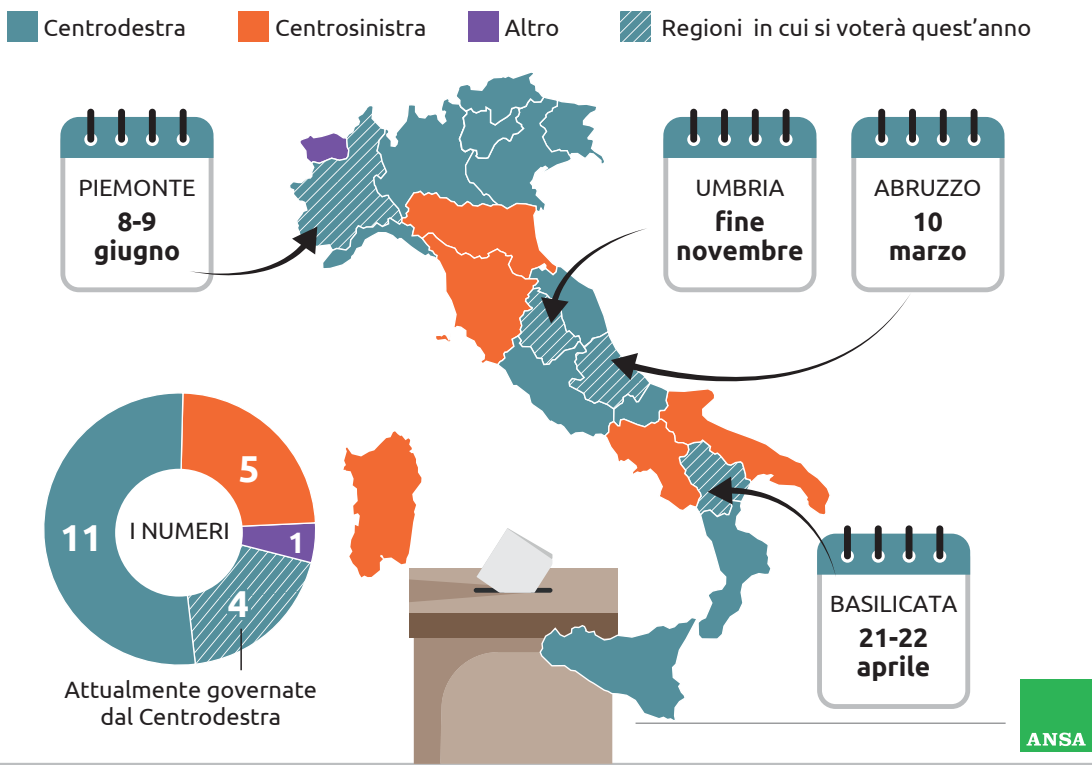 Centrodestra
Centrosinistra
Altro
Regioni in cui si voterà quest'anno
PIEMONTE
8-9
giugno
UMBRIA
fine
novembre
ABRUZZO
10
marzo
5
11
I NUMERI
1
4
Attualmente governate
dal Centrodestra
BASILICATA
21-22
aprile
ANSA